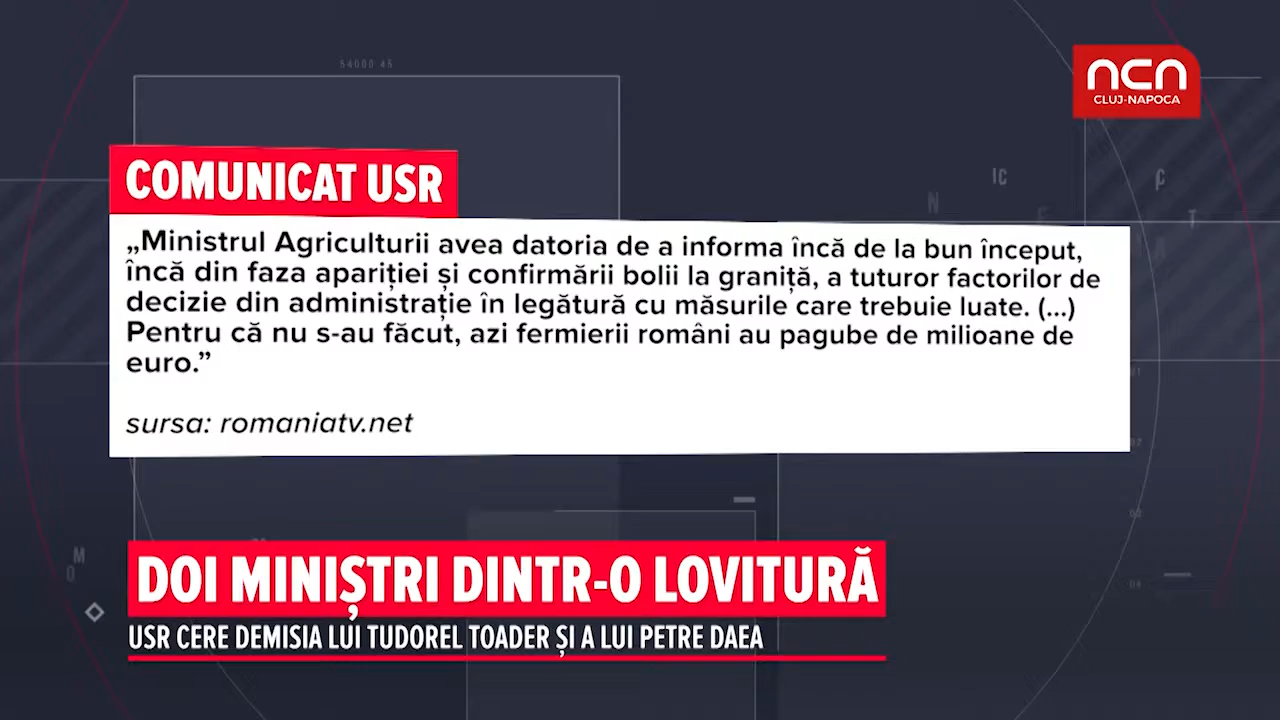 54000 45
ncn
CLUJ-NAPOCA
COMUNICAT USR
„Ministrul Agriculturii avea datoria de a informa încă de la bun început,
încă din faza apariției și confirmării bolii la graniță, a tuturor factorilor de
decizie din administrație în legătură cu măsurile care trebuie luate. (...)
Pentru că nu s-au făcut, azi fermierii români au pagube de milioane de
euro.”
sursa: romaniatv.net
DOI MINIȘTRI DINTR-O LOVITURĂ
USR CERE DEMISIA LUI TUDOREL TOADER ȘI A LUI PETRE DAEA